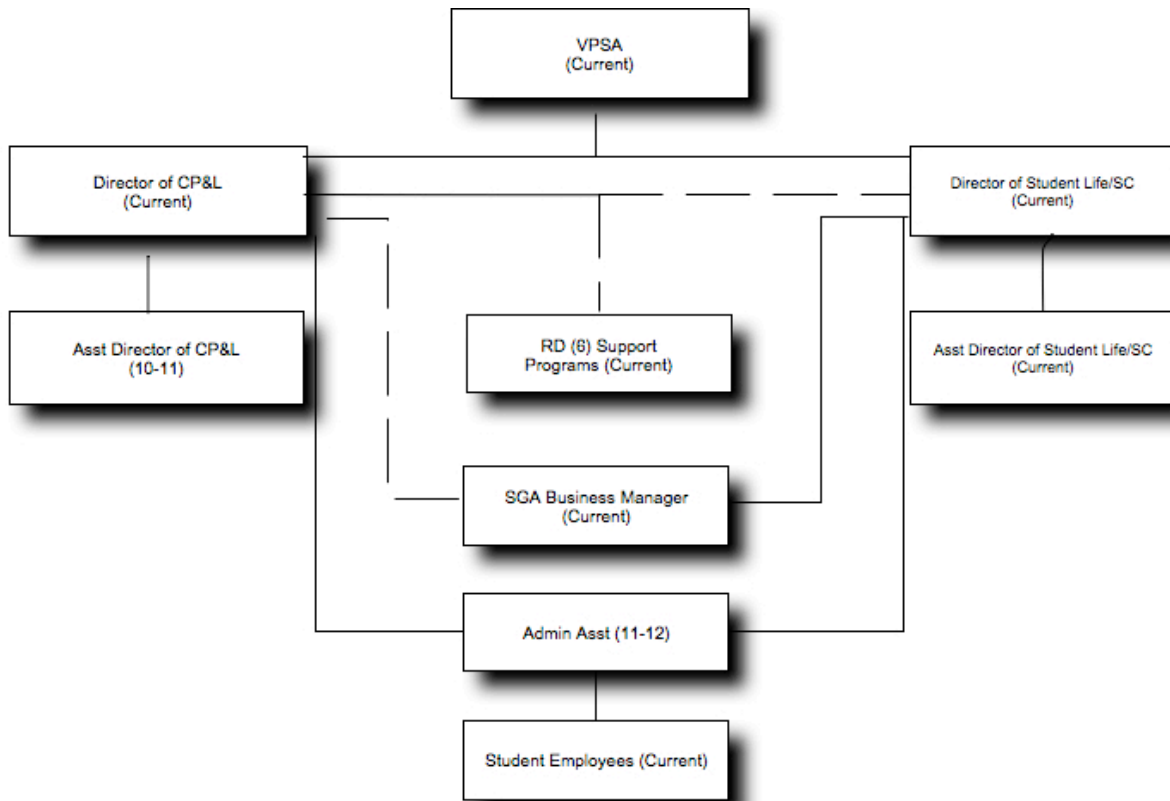 VPSA
(Current)
Director of CP&L
(Current)
Director of Student Life/SC
(Current)
Asst Director of CP&L
(10-11)
RD (6) Support
Programs (Current)
Asst Director of Student Life/SC
(Current)
SGA Business Manager
(Current)
Admin Asst (11-12)
Student Employees (Current)